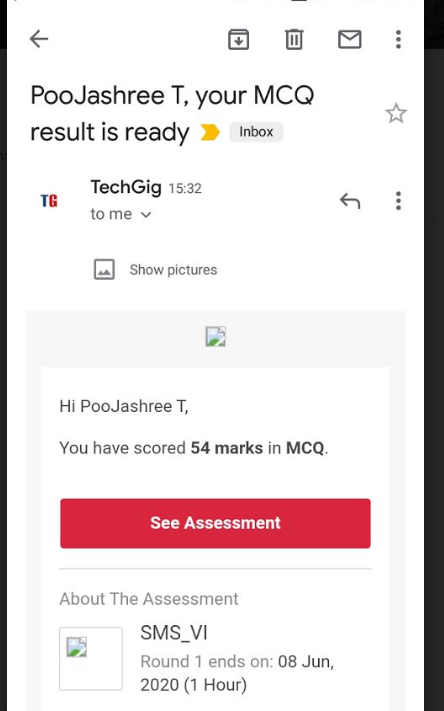 PooJashree T, your MCQ
result is ready Inbox
TG
TechGig 15:32
to me
Show pictures
Hi PooJashree T,
You have scored 54 marks in MCQ.
See Assessment
About The Assessment
SMS_VI
Round 1 ends on: 08 Jun,
2020 (1 Hour)